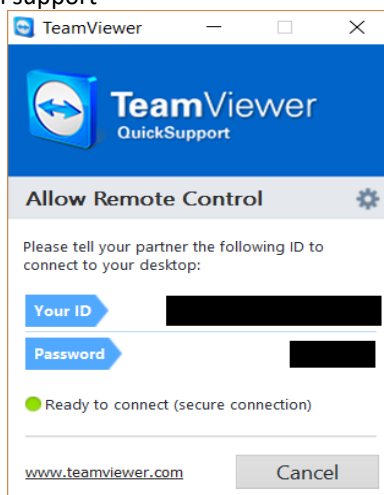 support
TeamViewer
TeamViewer
QuickSupport
Allow Remote Control
Please tell your partner the following ID to
connect to your desktop:
Your ID
Password
Ready to connect (secure connection)
www.teamviewer.com
Cancel